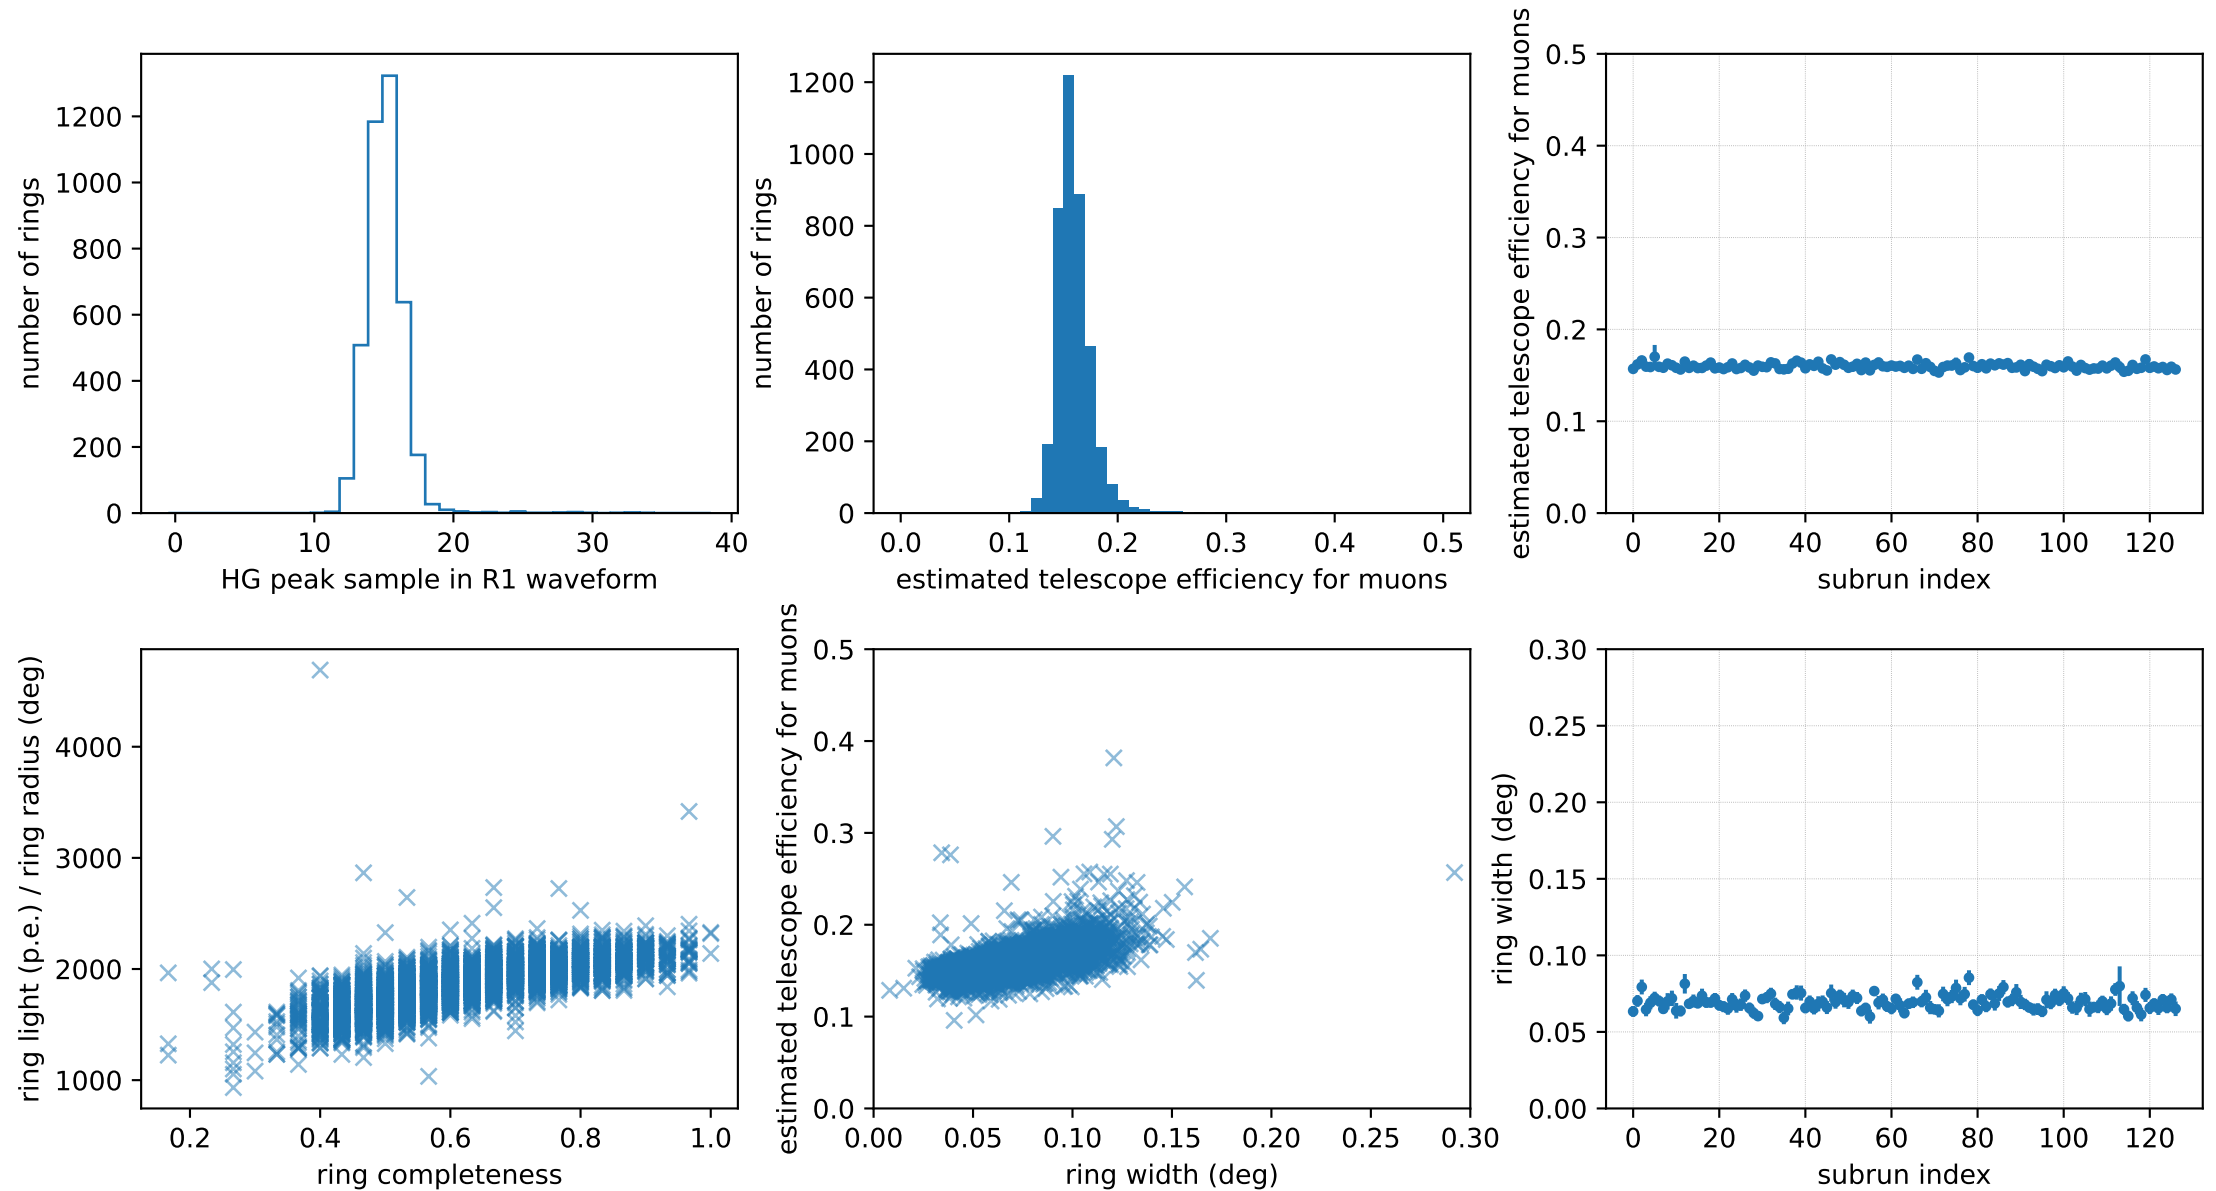 number of rings
1200
1000
800
600
400
200
0
0 10 20 30 40
HG peak sample in R1 waveform
number of rings
1200
1000
800
600
400
200
0
0.0 0.1 0.2 0.3 0.4 0.5
estimated telescope efficiency for muons
estimated telescope efficiency for muons
0.5
0.4
0.3
0.2
0.1
0.0
0 20 40 60 80 100 120
subrun index
ring light (p.e.) / ring radius (deg)
4000
3000
2000
1000
0.2 0.4 0.6 0.8 1.0
ring completeness
estimated telescope efficiency for muons
0.5
0.4
0.3
0.2
0.1
0.0
0.00 0.05 0.10 0.15 0.20 0.25 0.30
ring width (deg)
ring width (deg)
0.30
0.25
0.20
0.15
0.10
0.05
0.00
0 20 40 60 80 100 120
subrun index